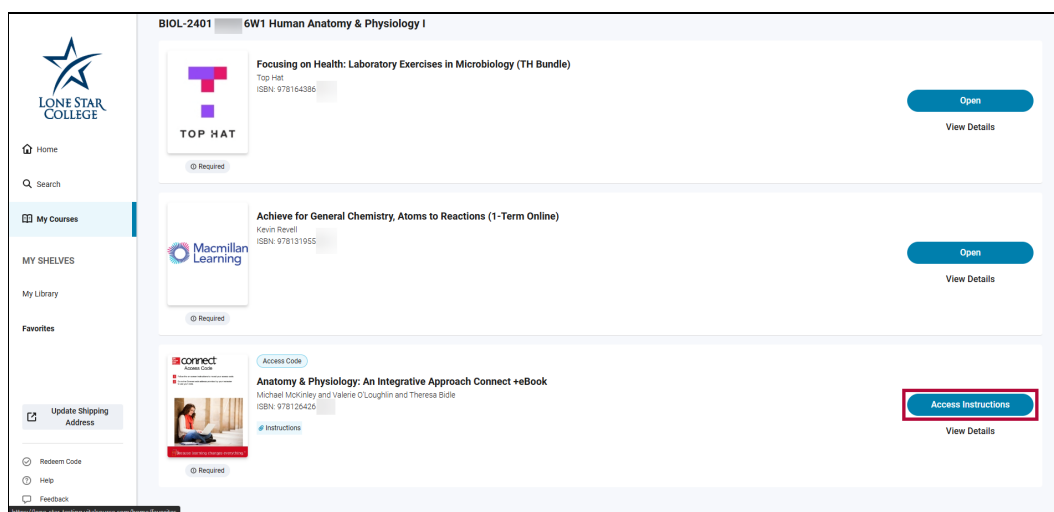 BIOL-2401 6W1 Human Anatomy & Physiology I
LONE STAR
COLLEGE
Home
Search
My Courses
MY SHELVES
My Library
Favorites
Update Shipping
Address
Redeem Code
Help
Feedback
TOP HAT
Required
Focusing on Health: Laboratory Exercises in Microbiology (TH Bundle)
Top Hat
ISBN: 978164386
Open
View Details
Macmillan
Learning
Required
Achieve for General Chemistry, Atoms to Reactions (1-Term Online)
Kevin Revell
ISBN: 978131955
Open
View Details
connect
Access Code
Because learning changes everything.
Required
Access Code
Anatomy & Physiology: An Integrative Approach Connect +eBook
Michael McKinley and Valerie O'Loughlin and Theresa Bidle
ISBN: 978126426
Instructions
Access Instructions
View Details